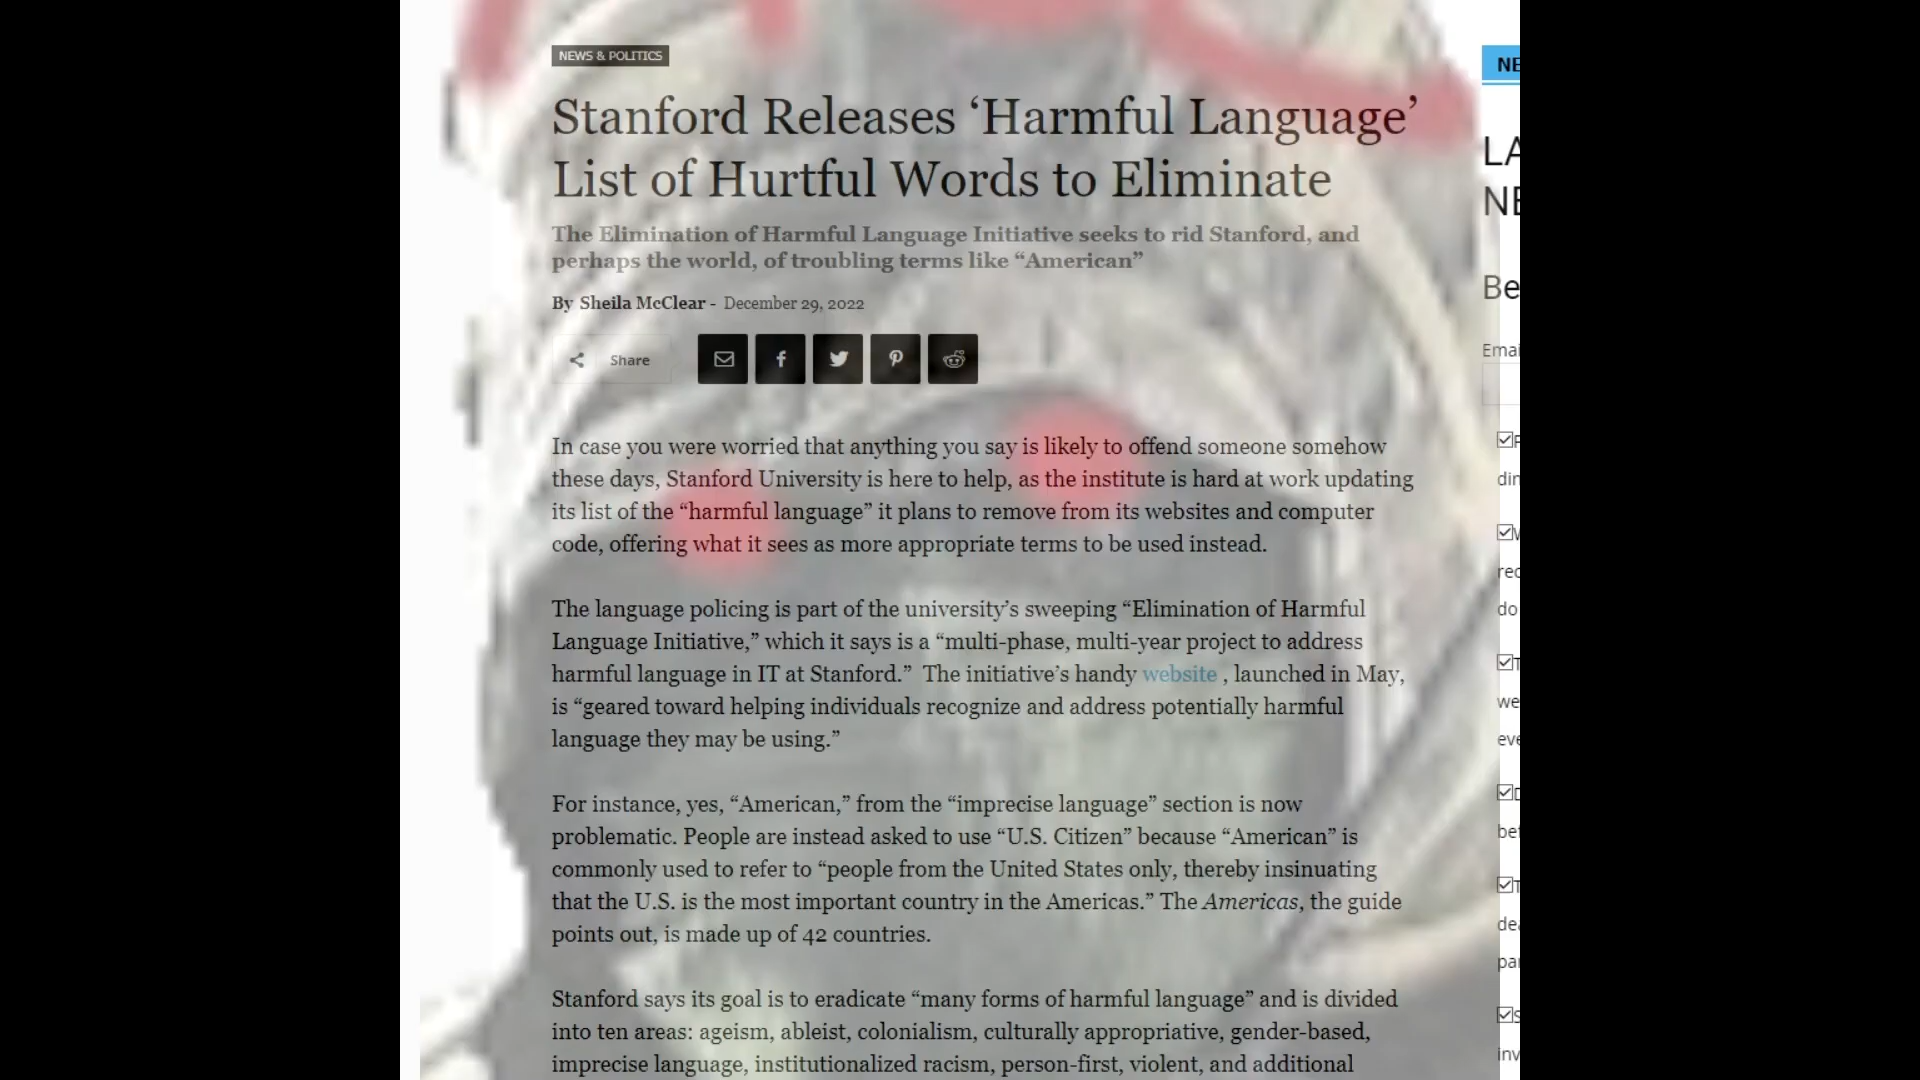 NEWS & POLITICS
Stanford Releases ‘Harmful Language’
List of Hurtful Words to Eliminate
The Elimination of Harmful Language Initiative seeks to rid Stanford, and
perhaps the world, of troubling terms like “American”
By Sheila McClear - December 29, 2022
Share
In case you were worried that anything you say is likely to offend someone somehow
these days, Stanford University is here to help, as the institute is hard at work updating
its list of the “harmful language” it plans to remove from its websites and computer
code, offering what it sees as more appropriate terms to be used instead.
The language policing is part of the university’s sweeping “Elimination of Harmful
Language Initiative,” which it says is a “multi-phase, multi-year project to address
harmful language in IT at Stanford.” The initiative’s handy website , launched in May,
is “geared toward helping individuals recognize and address potentially harmful
language they may be using.”
For instance, yes, “American,” from the “imprecise language” section is now
problematic. People are instead asked to use “U.S. Citizen” because “American” is
commonly used to refer to “people from the United States only, thereby insinuating
that the U.S. is the most important country in the Americas.” The Americas, the guide
points out, is made up of 42 countries.
Stanford says its goal is to eradicate “many forms of harmful language” and is divided
into ten areas: ageism, ableist, colonialism, culturally appropriative, gender-based,
imprecise language, institutionalized racism, person-first, violent, and additional
NE
LA
NE
Be
Emai
din
rec
do
we
eve
bet
dea
par
inv